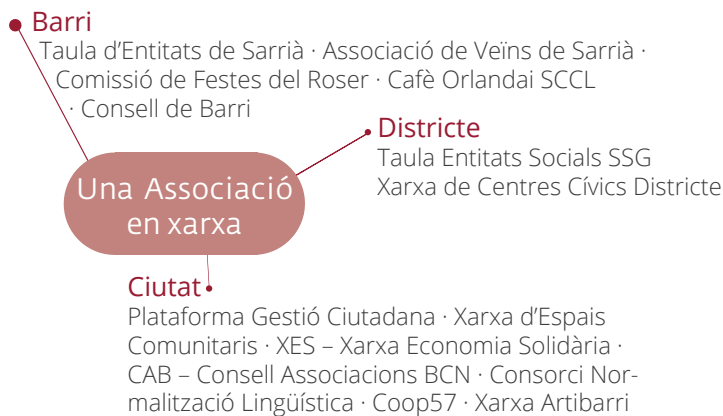 Barri
Taula d’Entitats de Sarrià · Associació de Veïns de Sarrià ·
Comissió de Festes del Roser · Cafè Orlandai SCCL
· Consell de Barri
Districte
Taula Entitats Socials SSG
Xarxa de Centres Cívics Districte
Una Associació
en xarxa
Ciutat
Plataforma Gestió Ciutadana · Xarxa d’Espais
Comunitaris · XES – Xarxa Economia Solidària ·
CAB – Consell Associacions BCN · Consorci Nor-
malització Lingüística · Coop57 · Xarxa Artibarri